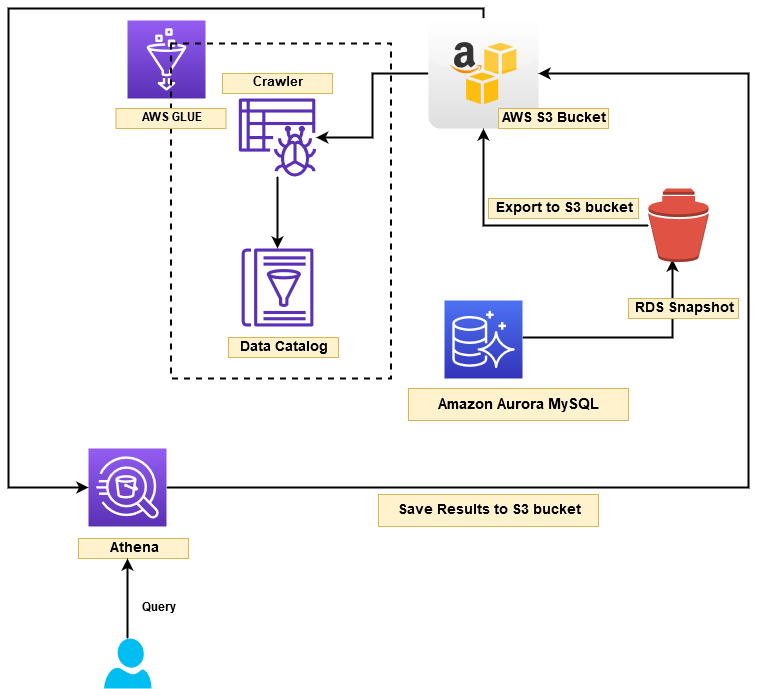 Crawler
AWS GLUE
AWS S3 Bucket
Export to S3 bucket
RDS Snapshot
Data Catalog
Amazon Aurora MySQL
Save Results to S3 bucket
Athena
Query